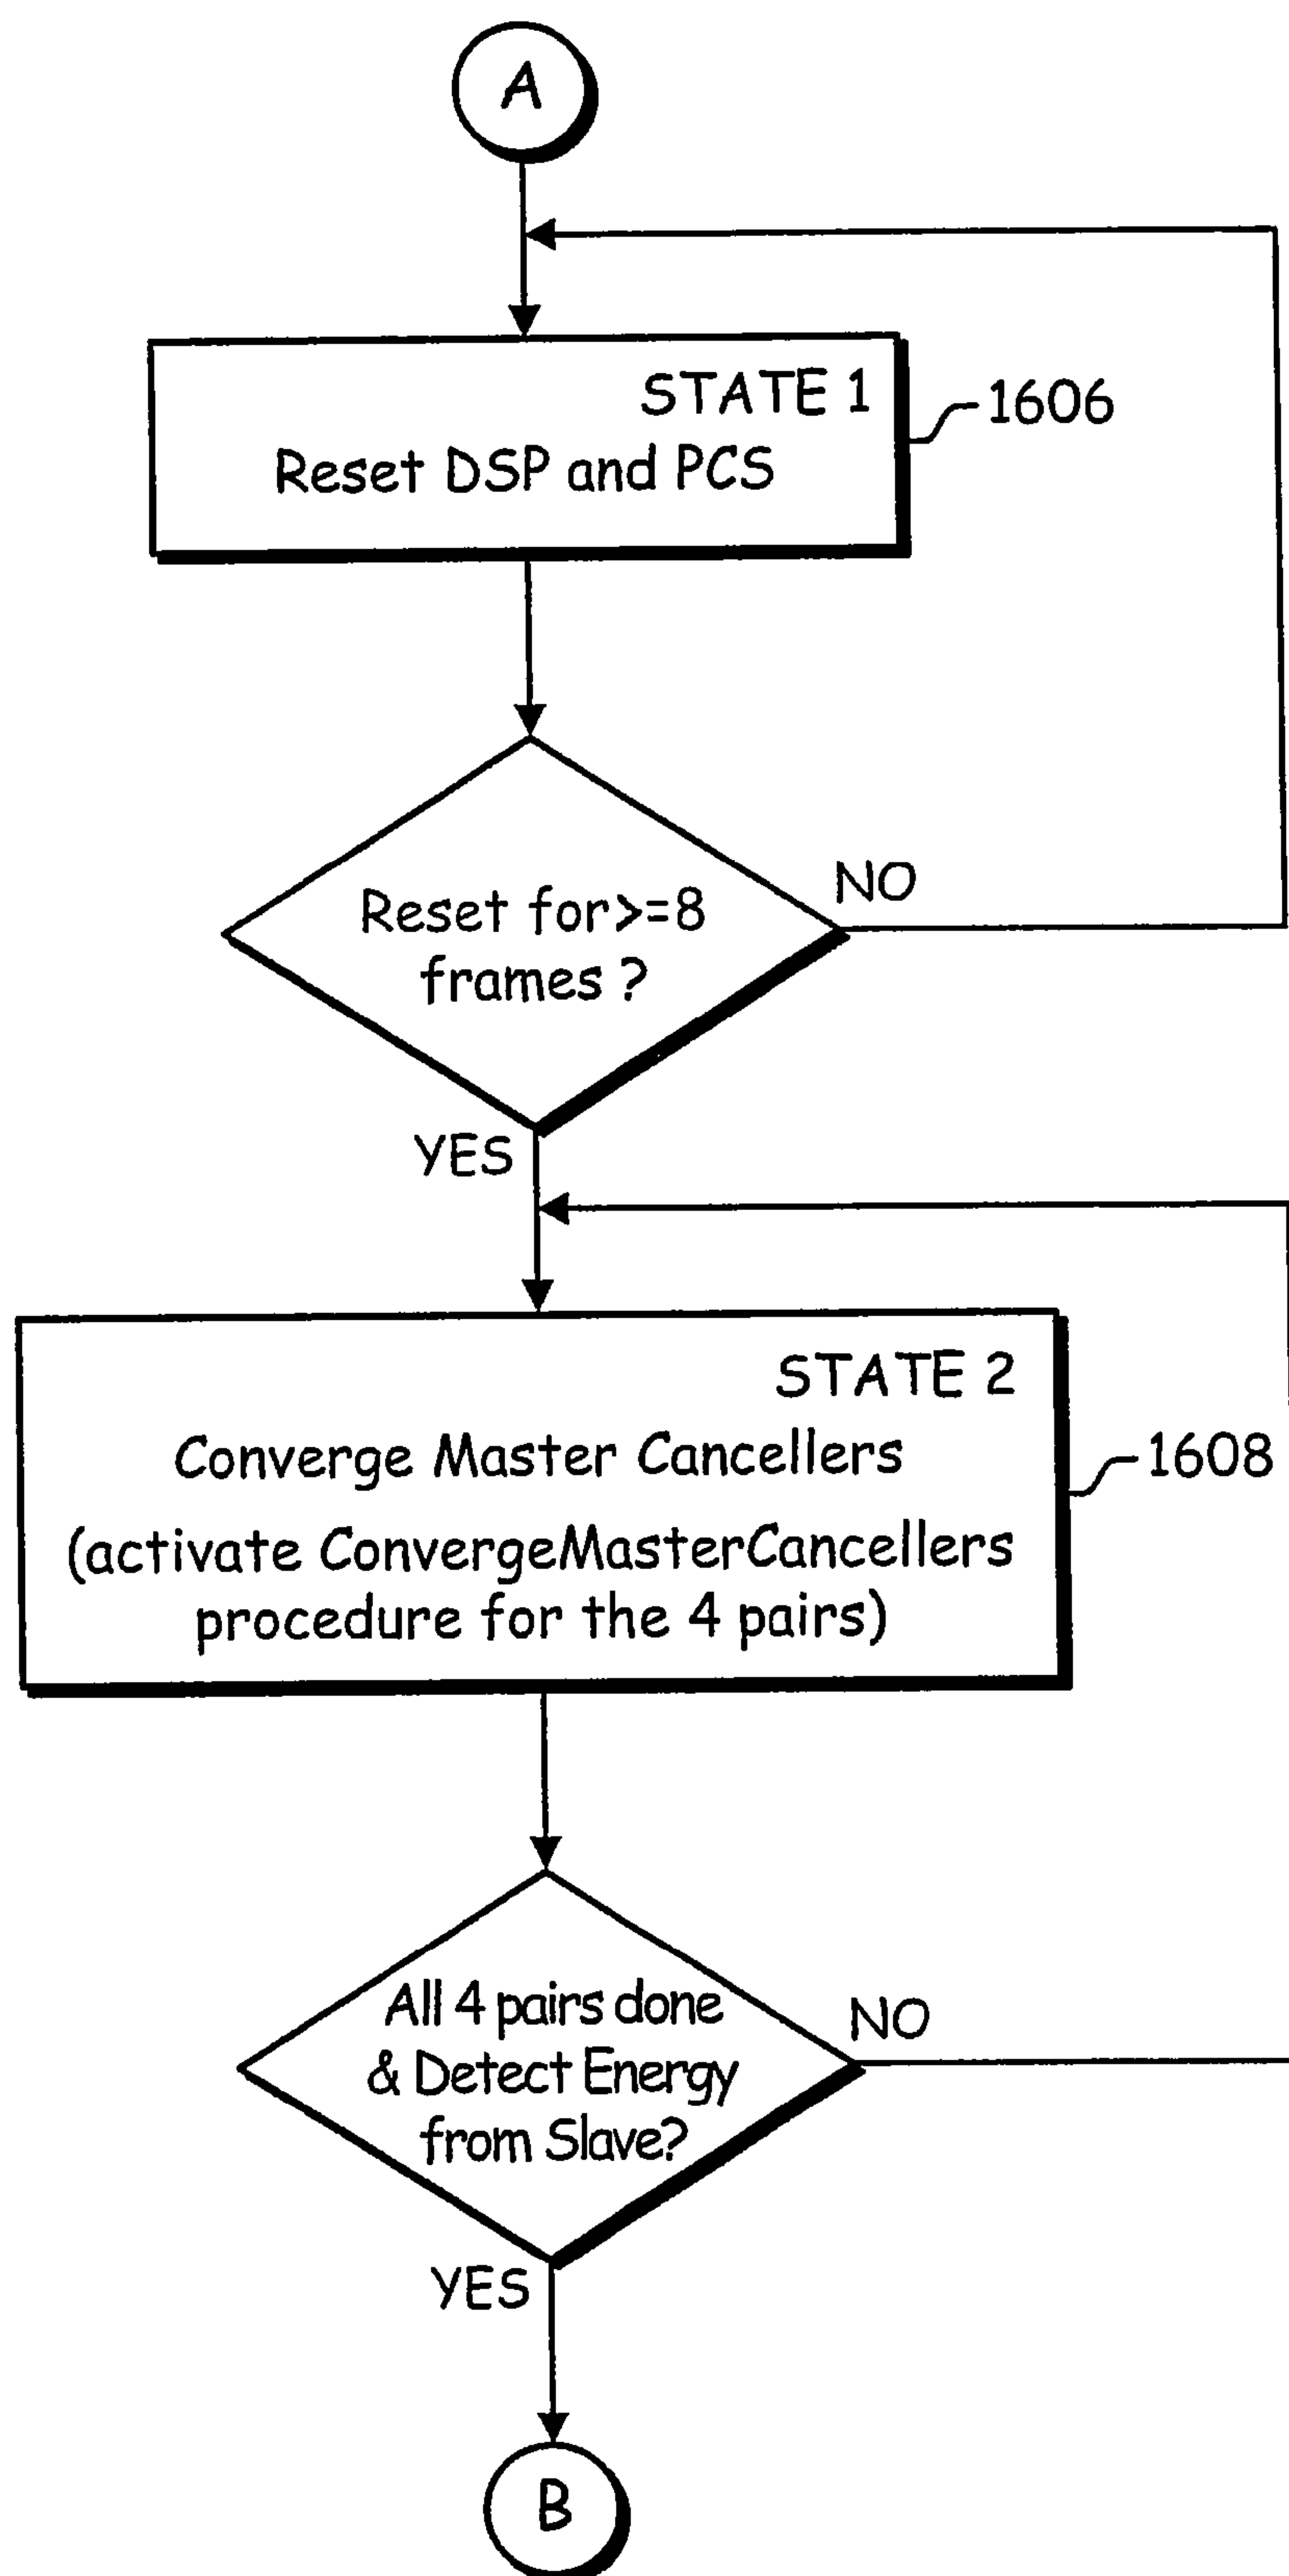 A
STATE 1
1606
Reset DSP and PCS
Reset for>=8
frames ?
NO
YES
STATE 2
Converge Master Cancellers
1608
(activate ConvergeMasterCancellers
procedure for the 4 pairs)
All 4 pairs done
& Detect Energy
from Slave?
NO
YES
B